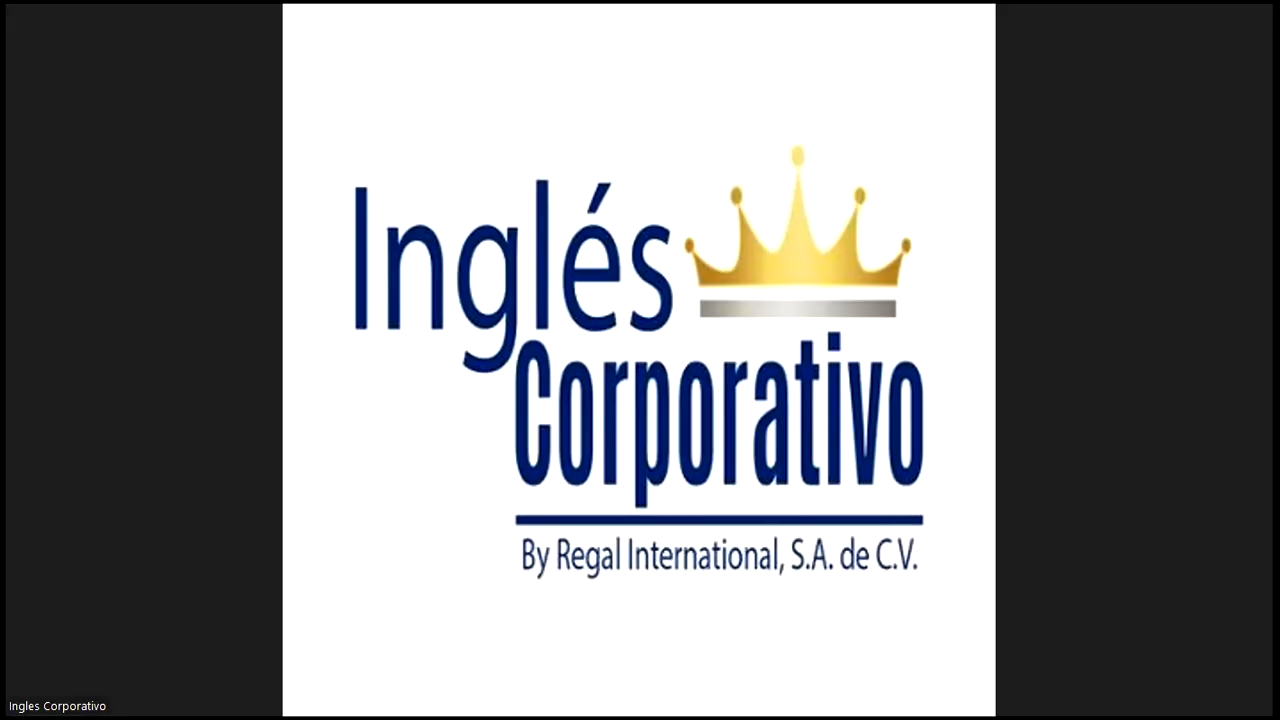 Inglés
Corporativo
By Regal International, S.A. de C.V.
Ingles Corporativo